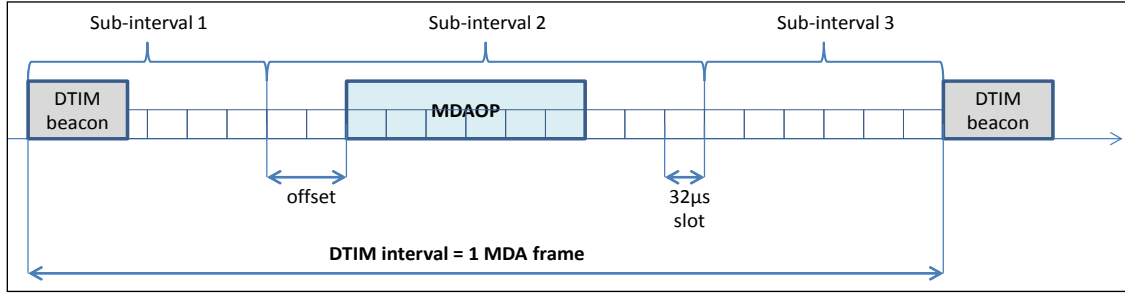 Sub-interval 1
Sub-interval 2
Sub-interval 3
DTIM
beacon
MDAOP
DTIM
beacon
offset
32µs
slot
DTIM interval = 1 MDA frame